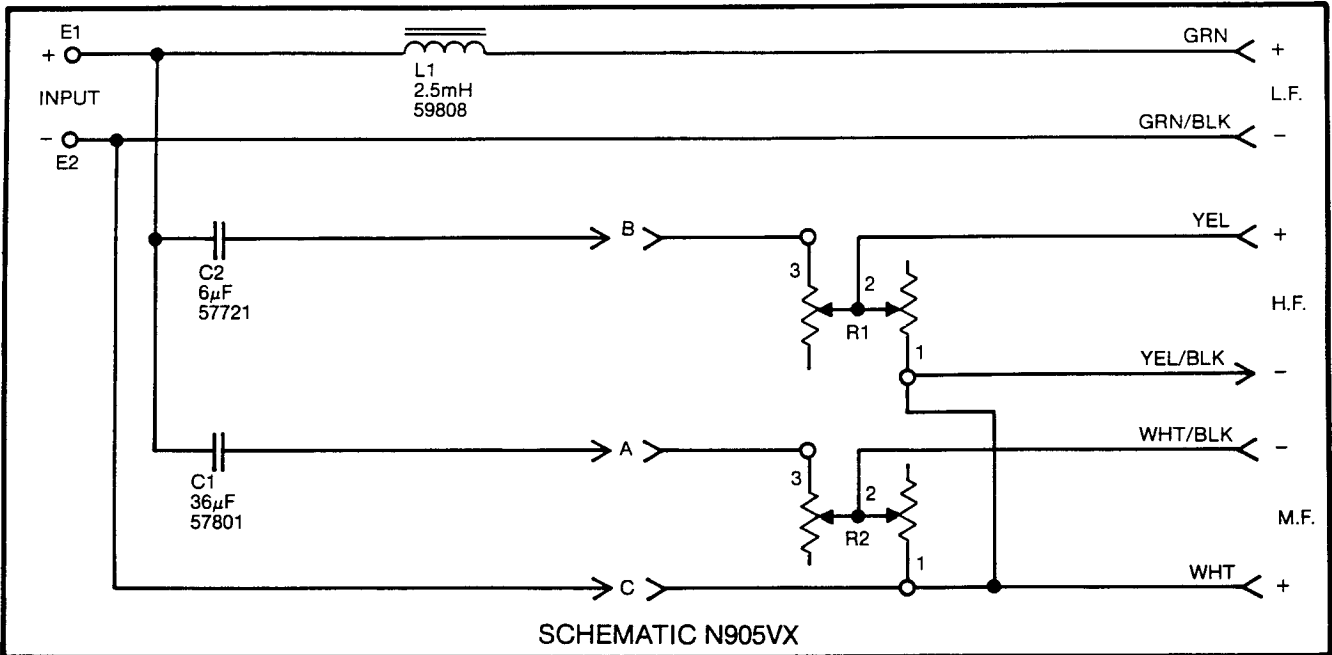 E1
+
GRN
+
L1
2.5mH
59808
INPUT
L.F.
GRN/BLK
-
-
E2
B
YEL
+
C2
6µF
57721
3
2
R1
H.F.
1
YEL/BLK
-
A
WHT/BLK
-
C1
36µF
57801
3
2
R2
M.F.
1
C
WHT
+
SCHEMATIC N905VX